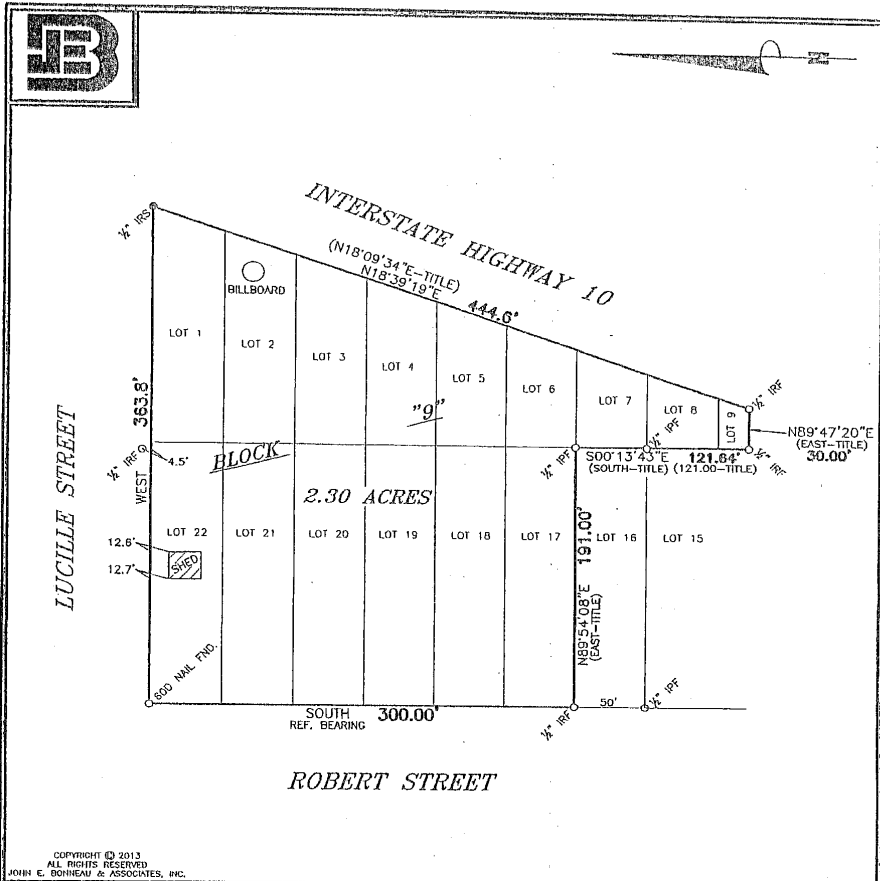 JEB
N
INTERSTATE HIGHWAY 10
(N18°09'34"E-TITLE)
N18°39'19"E
444.6'
½" IRS
BILLBOARD
LOT 1
LOT 2
LOT 3
LOT 4
LOT 5
LOT 6
LOT 7
LOT 8
LOT 9
½" IRF
"9"
N89°47'20"E
(EAST-TITLE)
30.00'
½" IRF
LUCILLE STREET
363.8'
WEST
½" IRF
4.5'
BLOCK
½" IPF
½" IPF
S00°13'43"E 121.64'
(SOUTH-TITLE) (121.00-TITLE)
2.30 ACRES
LOT 22
LOT 21
LOT 20
LOT 19
LOT 18
LOT 17
LOT 16
LOT 15
12.6'
12.7'
SHED
191.00'
N89°54'08"E
(EAST-TITLE)
60D NAIL FND.
SOUTH 300.00'
REF. BEARING
½" IRF
50'
½" IPF
ROBERT STREET
COPYRIGHT © 2013
ALL RIGHTS RESERVED
JOHN E. BONNEAU & ASSOCIATES, INC.